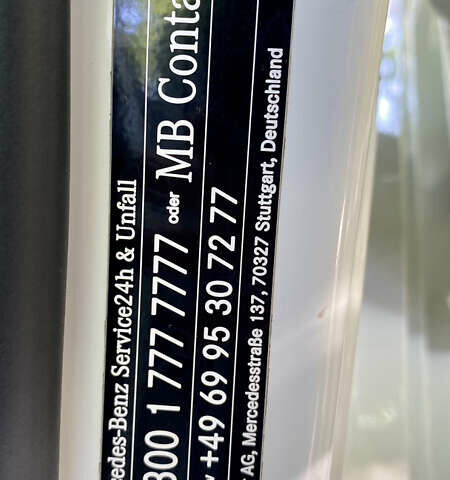 edes-Benz Service24h & Unfall
800 1 777 7777 oder MB Conta
+49 69 95 30 72 77
AG, Mercedesstraße 137, 70327 Stuttgart, Deutschland